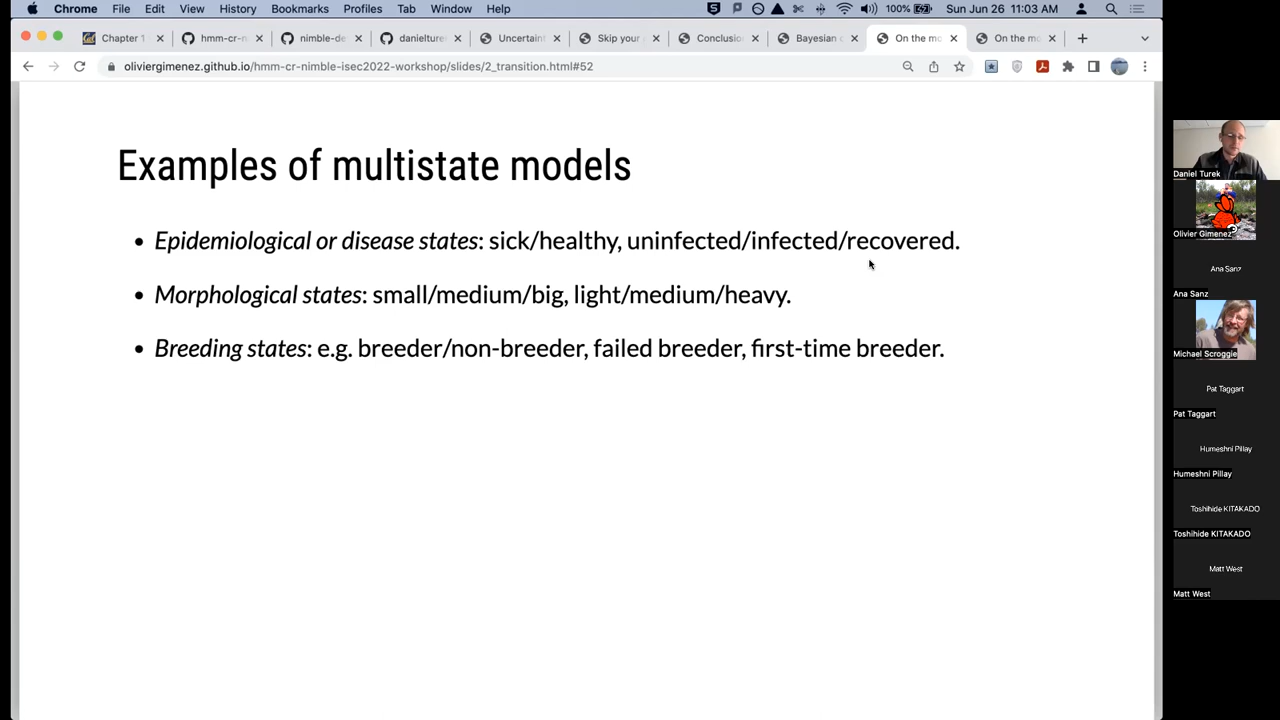 Chrome File Edit View History Bookmarks Profiles Tab Window Help 100% Sun Jun 26 11:03 AM
Chapter 1 hmm-cr-n nimble-de danielture Uncertain Skip your Conclusio Bayesian c On the mo On the mo
oliviergimenez.github.io/hmm-cr-nimble-isec2022-workshop/slides/2_transition.html#52
Examples of multistate models
• Epidemiological or disease states: sick/healthy, uninfected/infected/recovered.
• Morphological states: small/medium/big, light/medium/heavy.
• Breeding states: e.g. breeder/non-breeder, failed breeder, first-time breeder.
Daniel Turek
Olivier Gimenez
Ana Sanz
Ana Sanz
Michael Scroggie
Pat Taggart
Pat Taggart
Humeshni Pillay
Humeshni Pillay
Toshihide KITAKADO
Toshihide KITAKADO
Matt West
Matt West